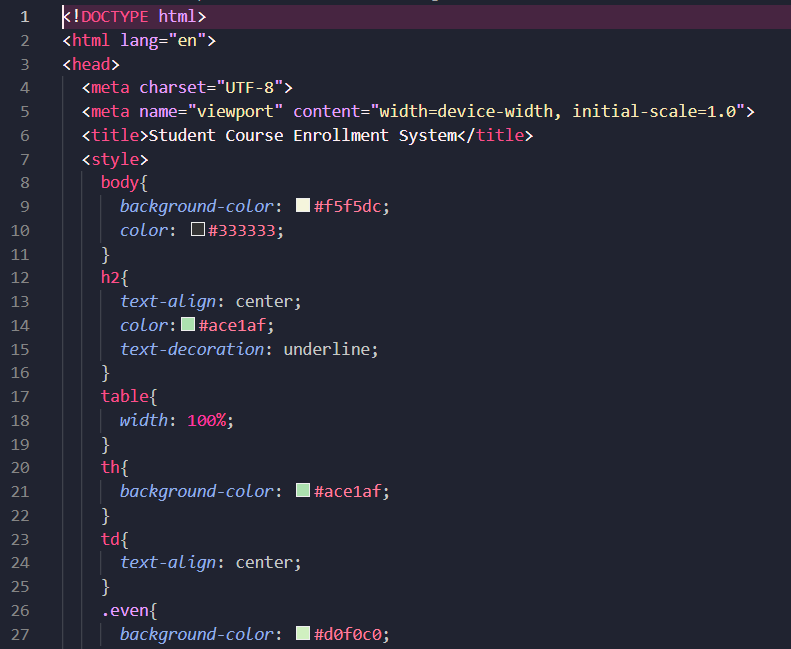 1 <!DOCTYPE html>
2 <html lang="en">
3 <head>
4 <meta charset="UTF-8">
5 <meta name="viewport" content="width=device-width, initial-scale=1.0">
6 <title>Student Course Enrollment System</title>
7 <style>
8 body{
9 background-color: #f5f5dc;
10 color: #333333;
11 }
12 h2{
13 text-align: center;
14 color: #ace1af;
15 text-decoration: underline;
16 }
17 table{
18 width: 100%;
19 }
20 th{
21 background-color: #ace1af;
22 }
23 td{
24 text-align: center;
25 }
26 .even{
27 background-color: #d0f0c0;